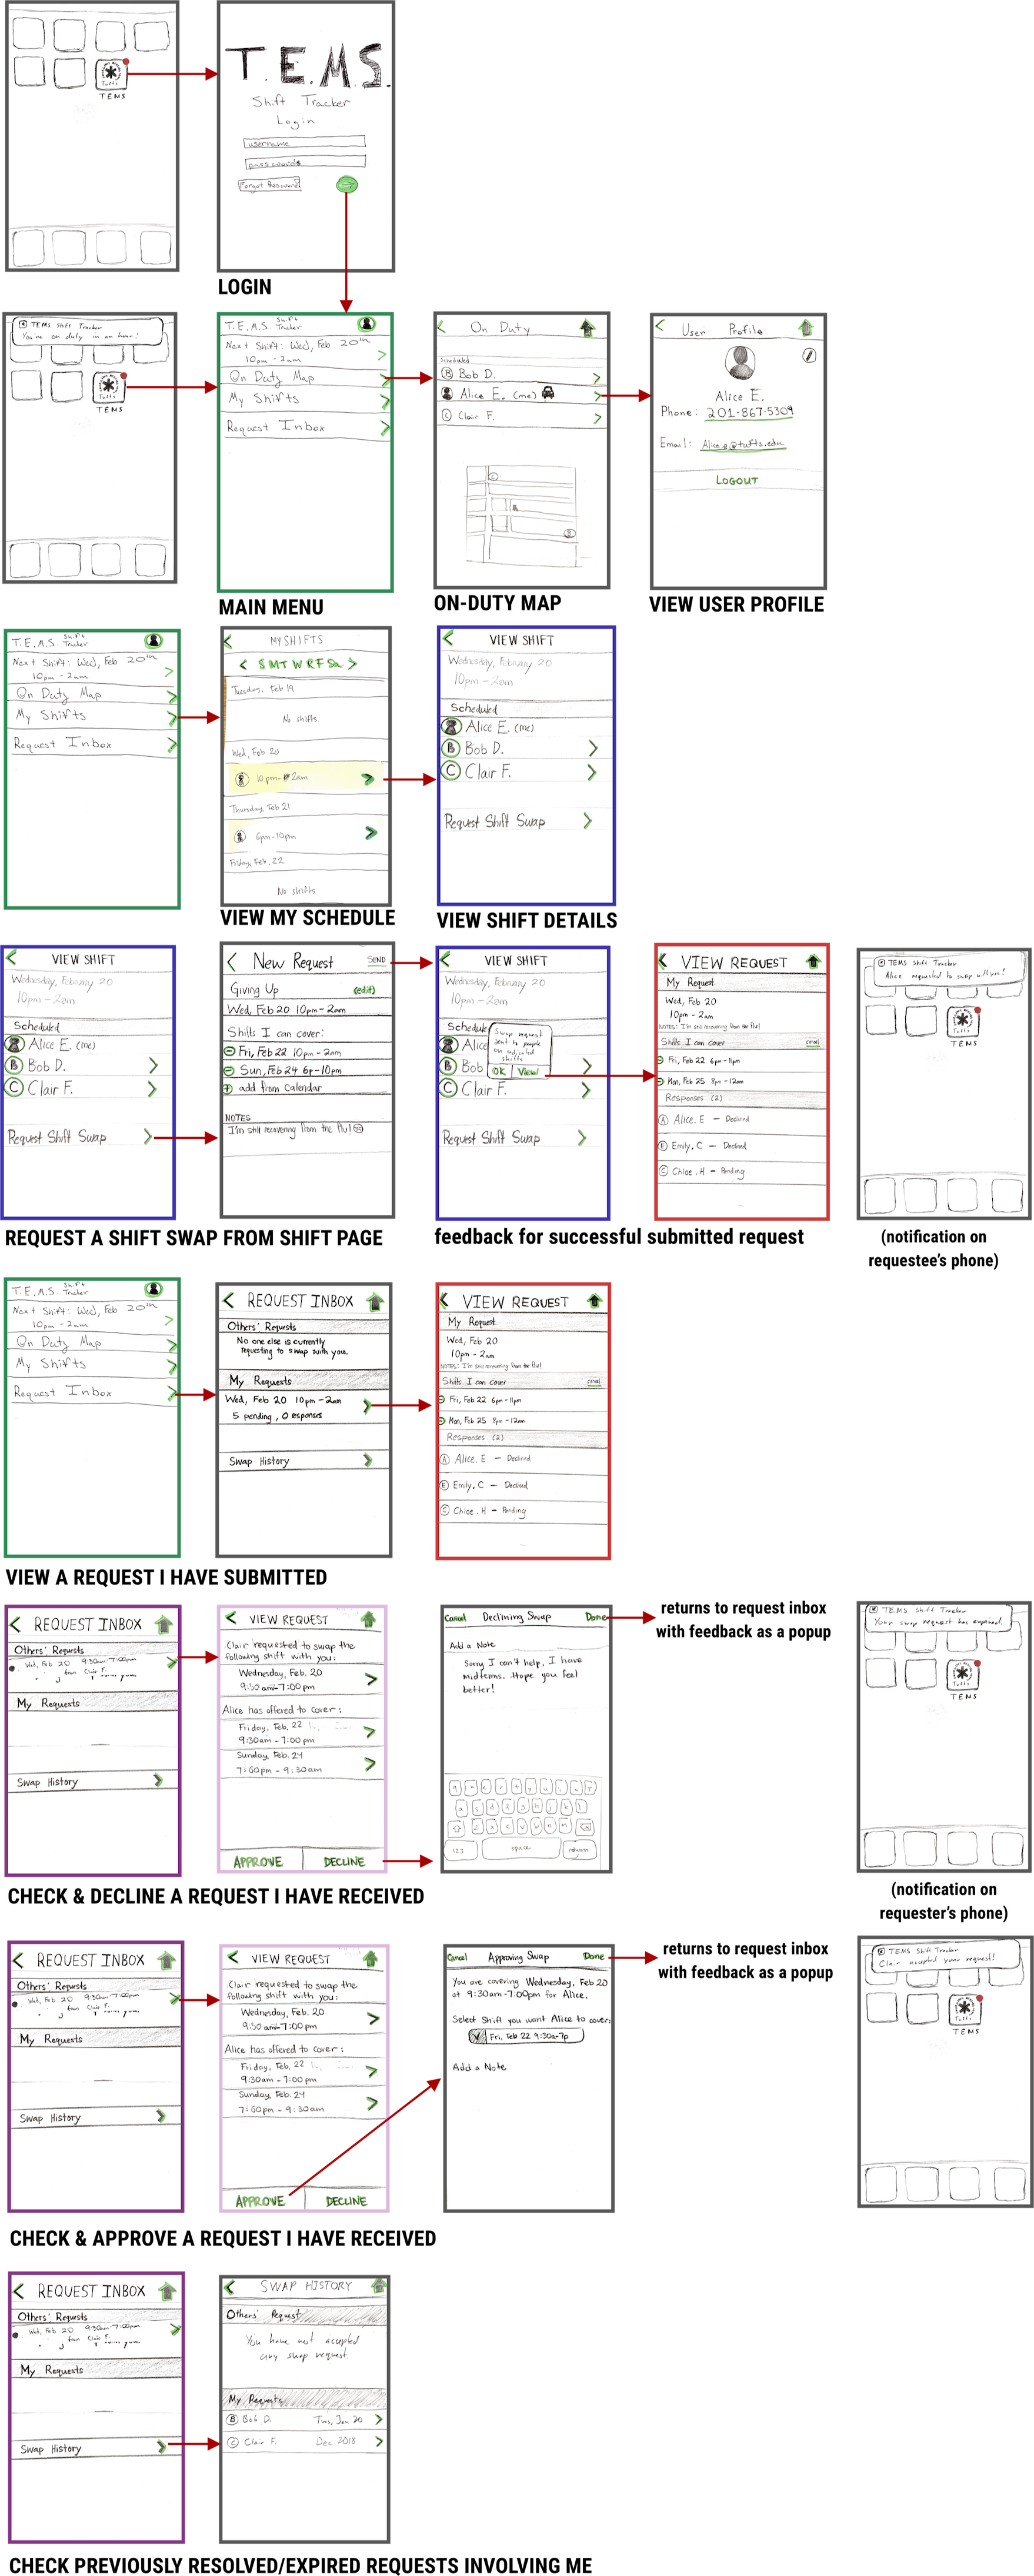 T.E.M.S.
Shift Tracker
Login
username
password
Forgot Password
Tufts
TEMS
LOGIN
TEMS Shift Tracker
You're on duty in an hour!
Tufts
TEMS
T.E.M.S Shift Tracker
Next Shift: Wed, Feb 20th
10pm - 2am
On Duty Map
My Shifts
Request Inbox
MAIN MENU
On Duty
Scheduled
B Bob D.
Alice E. (me)
C Clair F.
ON-DUTY MAP
User Profile
Alice E.
Phone: 201-867-5309
Email: Alice.e@tufts.edu
LOGOUT
VIEW USER PROFILE
T.E.M.S Shift Tracker
Next Shift: Wed, Feb 20th
10pm - 2am
On Duty Map
My Shifts
Request Inbox
MY SHIFTS
< S M T W R F Sa >
Tuesday, Feb 19
No shifts
Wed, Feb 20
10pm - 2am
Thursday, Feb 21
6pm-10pm
Friday, Feb. 22
No shifts
VIEW MY SCHEDULE
VIEW SHIFT
Wednesday, February 20
10pm - 2am
Scheduled
Alice E. (me)
B Bob D.
C Clair F.
Request Shift Swap
VIEW SHIFT DETAILS
VIEW SHIFT
Wednesday, February 20
10pm - 2am
Scheduled
Alice E. (me)
B Bob D.
C Clair F.
Request Shift Swap
REQUEST A SHIFT SWAP FROM SHIFT PAGE
New Request SEND
Giving Up (edit)
Wed, Feb 20 10pm-2am
Shifts I can cover:
Fri, Feb 22 10pm - 2am
Sun, Feb 24 6p-10pm
add from Calendar
NOTES
I'm still recovering from the flu!
VIEW SHIFT
Wednesday, February 20
10pm - 2am
Schedule
Alice
B Bob
C Clair F.
Swap request
sent to people
on indicated
shifts
OK | View
Request Shift Swap
feedback for successful submitted request
VIEW REQUEST
My Request
Wed, Feb 20
10pm - 2am
NOTES: I'm still recovering from the flu!
Shifts I can cover cancel
Fri, Feb 22 6pm-11pm
Mon, Feb 25 8pm-12am
Responses (2)
A Alice. E - Declined
E Emily. C - Declined
C Chloe. H - Pending
TEMS Shift Tracker
Alice requested to swap w/you!
Tufts
TEMS
(notification on
requestee's phone)
T.E.M.S Shift Tracker
Next Shift: Wed, Feb 20th
10pm - 2am
On Duty Map
My Shifts
Request Inbox
REQUEST INBOX
Others' Requests
No one else is currently
requesting to swap with you.
My Requests
Wed, Feb 20 10pm-2am
5 pending, 0 responses
Swap History
VIEW REQUEST
My Request
Wed, Feb 20
10pm - 2am
NOTES: I'm still recovering from the flu!
Shifts I can cover cancel
Fri, Feb 22 6pm-11pm
Mon, Feb 25 8pm-12am
Responses (2)
A Alice. E - Declined
E Emily. C - Declined
C Chloe. H - Pending
VIEW A REQUEST I HAVE SUBMITTED
REQUEST INBOX
Others' Requests
Wed, Feb 20 9:30am-7:00pm
from Clair F.
My Requests
Swap History
VIEW REQUEST
Clair requested to swap the
following shift with you:
Wednesday, Feb. 20
9:30am-7:00pm
Alice has offered to cover:
Friday, Feb. 22
9:30am-7:00pm
Sunday, Feb. 24
7:00pm - 9:30am
APPROVE | DECLINE
Cancel Declining Swap Done
Add a Note
Sorry I can't help, I have
midterms. Hope you feel
better!
q w e r t y u i o p
a s d f g h j k l
z x c v b n m
123 space return
returns to request inbox
with feedback as a popup
TEMS Shift Tracker
Your swap request has expired.
Tufts
TEMS
(notification on
requester's phone)
CHECK & DECLINE A REQUEST I HAVE RECEIVED
REQUEST INBOX
Others' Requests
Wed, Feb 20 9:30am-7:00pm
from Clair F.
My Requests
Swap History
VIEW REQUEST
Clair requested to swap the
following shift with you:
Wednesday, Feb. 20
9:30am-7:00pm
Alice has offered to cover:
Friday, Feb. 22
9:30am-7:00pm
Sunday, Feb. 24
7:00pm - 9:30am
APPROVE | DECLINE
Cancel Approving Swap Done
You are covering Wednesday, Feb 20
at 9:30am-7:00pm for Alice.
Select Shift you want Alice to cover:
Fri, Feb 22 9:30a-7p
Add a Note
returns to request inbox
with feedback as a popup
TEMS Shift Tracker
Clair accepted your request!
Tufts
TEMS
CHECK & APPROVE A REQUEST I HAVE RECEIVED
REQUEST INBOX
Others' Requests
Wed, Feb 20 9:30am-7:00pm
from Clair F.
My Requests
Swap History
SWAP HISTORY
Others' Request
You have not accepted
any swap request.
My Requests
B Bob D. Tues, Jan 20
C Clair F. Dec 2018
CHECK PREVIOUSLY RESOLVED/EXPIRED REQUESTS INVOLVING ME